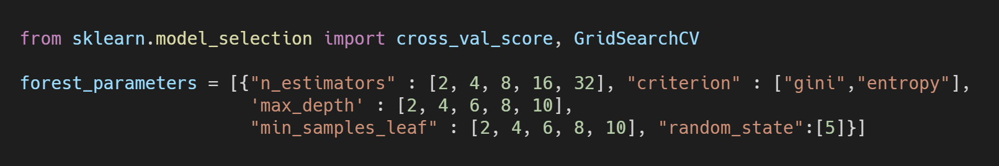 from sklearn.model_selection import cross_val_score, GridSearchCV
forest_parameters = [{"n_estimators" : [2, 4, 8, 16, 32], "criterion" : ["gini","entropy"],
'max_depth' : [2, 4, 6, 8, 10],
"min_samples_leaf" : [2, 4, 6, 8, 10], "random_state":[5]}]